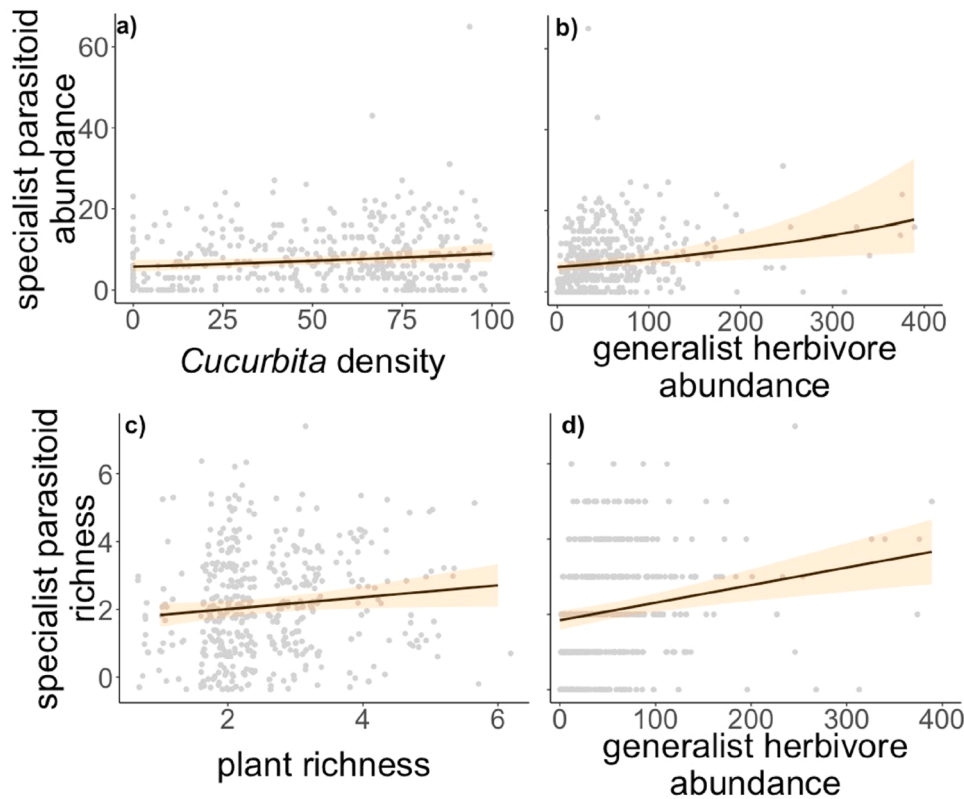 a)
specialist parasitoid
abundance
60
40
20
0
0 25 50 75 100
Cucurbita density
b)
0 100 200 300 400
generalist herbivore
abundance
c)
specialist parasitoid
richness
6
4
2
0
2 4 6
plant richness
d)
0 100 200 300 400
generalist herbivore
abundance